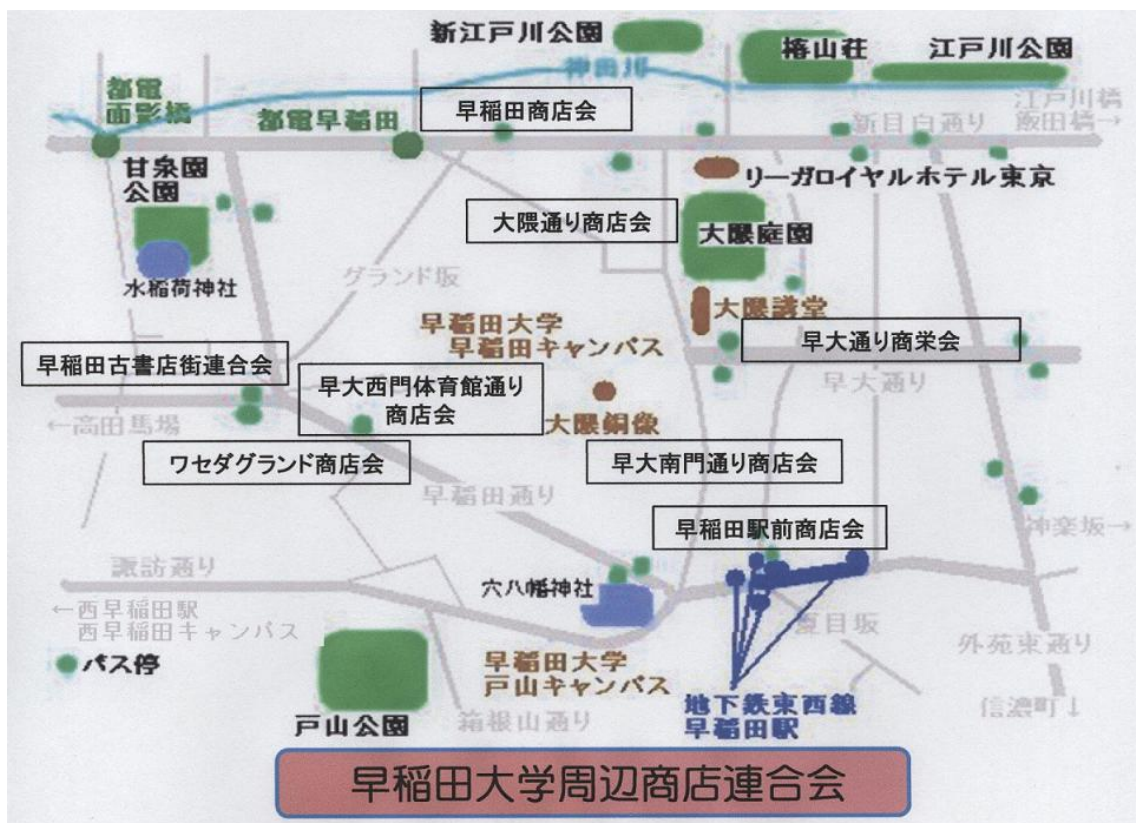 新江戸川公園
椿山荘
江戸川公園
神田川
都電
面影橋
都電早稲田
早稲田商店会
江戸川橋
飯田橋→
新目白通り
甘泉園
公園
リーガロイヤルホテル東京
大隈通り商店会
大隈庭園
水稲荷神社
グランド坂
大隈講堂
早稲田大学
早稲田キャンパス
早大通り商栄会
早稲田古書店街連合会
早大西門体育館通り
商店会
早大通り
大隈銅像
←高田馬場
ワセダグランド商店会
早大南門通り商店会
早稲田通り
早稲田駅前商店会
神楽坂→
諏訪通り
穴八幡神社
←西早稲田駅
西早稲田キャンパス
夏目坂
外苑東通り
バス停
早稲田大学
戸山キャンパス
地下鉄東西線
早稲田駅
信濃町↓
戸山公園
箱根山通り
早稲田大学周辺商店連合会